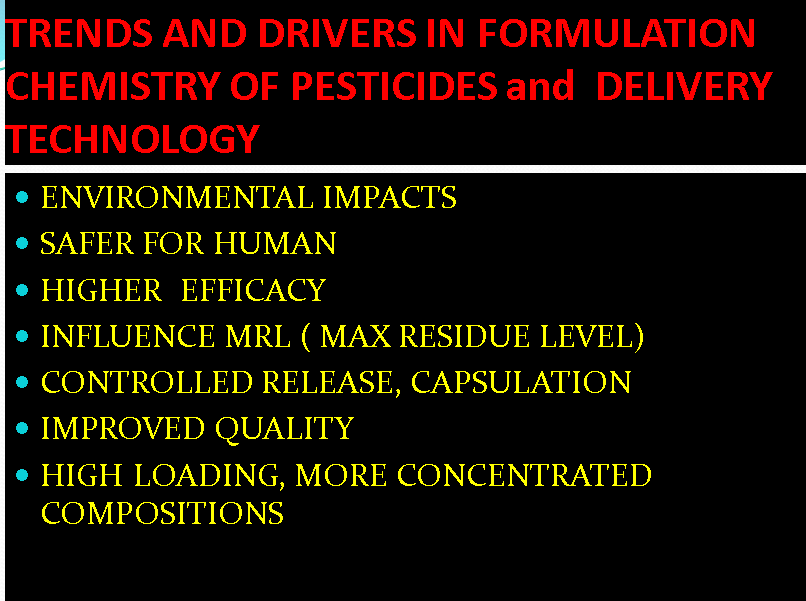 TRENDS AND DRIVERS IN FORMULATION
CHEMISTRY OF PESTICIDES and DELIVERY
TECHNOLOGY
• ENVIRONMENTAL IMPACTS
• SAFER FOR HUMAN
• HIGHER EFFICACY
• INFLUENCE MRL ( MAX RESIDUE LEVEL)
• CONTROLLED RELEASE, CAPSULATION
• IMPROVED QUALITY
• HIGH LOADING, MORE CONCENTRATED
COMPOSITIONS